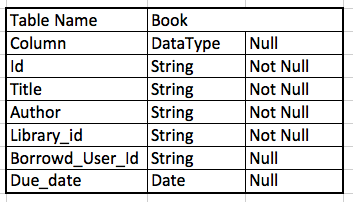 Table Name Book
Column DataType Null
Id String Not Null
Title String Not Null
Author String Not Null
Library_id String Not Null
Borrowd_User_Id String Null
Due_date Date Null